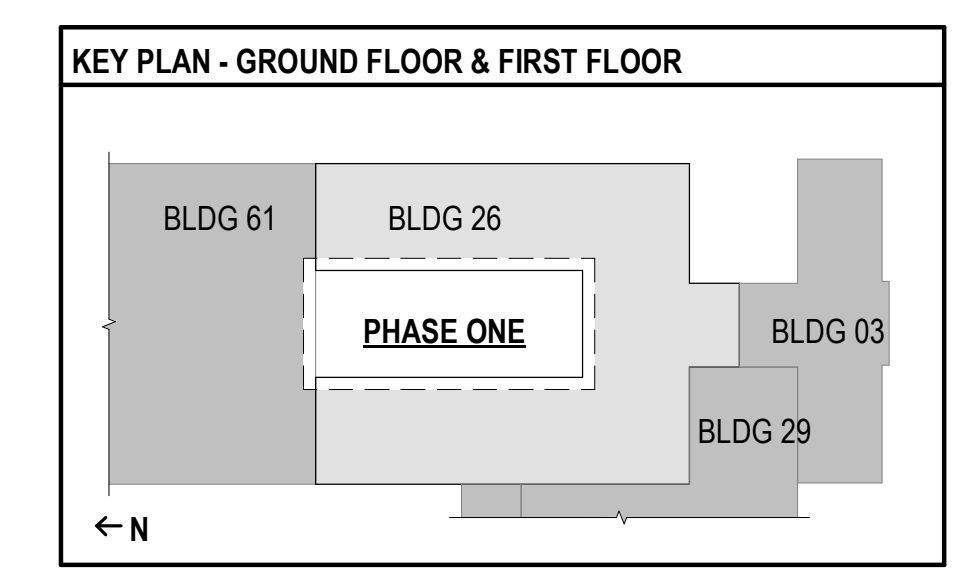 KEY PLAN - GROUND FLOOR & FIRST FLOOR
BLDG 61
BLDG 26
PHASE ONE
BLDG 03
BLDG 29
← N